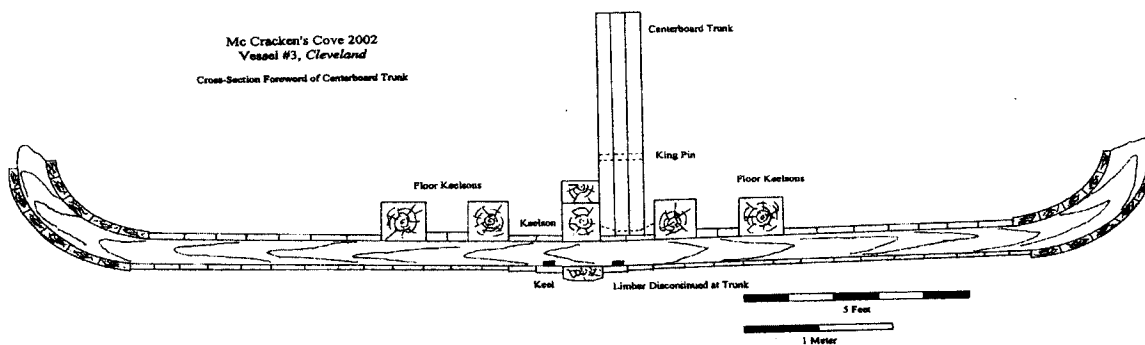 Mc Cracken's Cove 2002
Vessel #3, Cleveland
Cross-Section Foreword of Centerboard Trunk
Centerboard Trunk
King Pin
Floor Keelsons
Floor Keelsons
Keelson
Keel
Limber Discontinued at Trunk
5 Feet
1 Meter